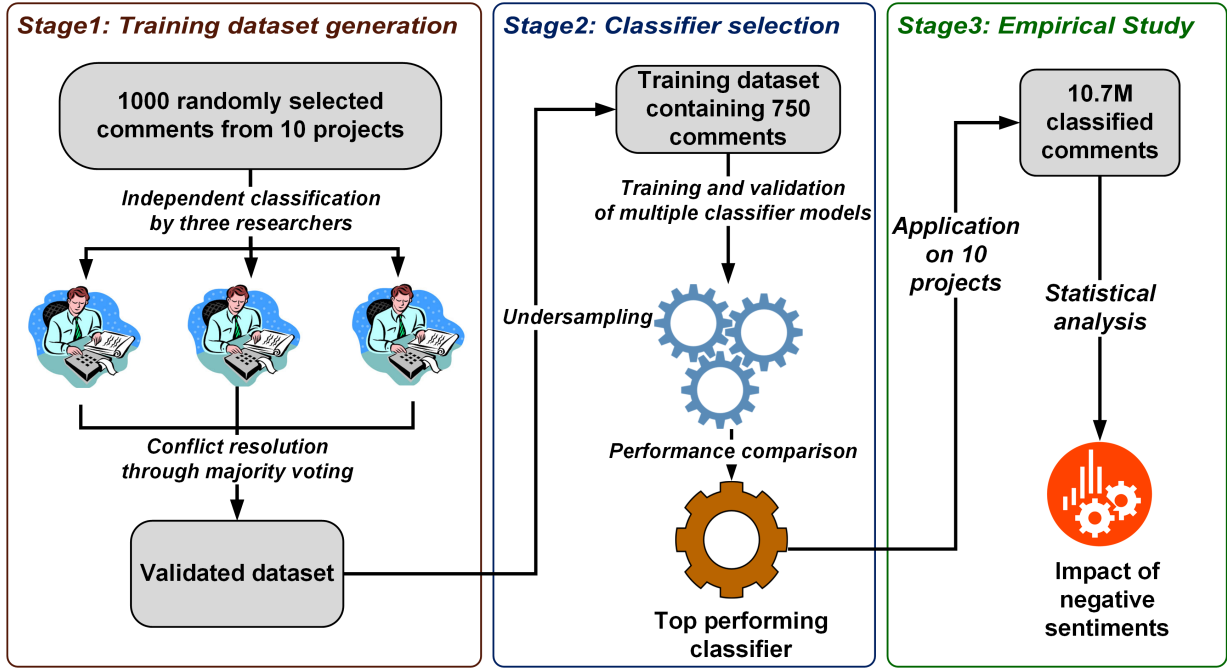 Stage1: Training dataset generation
1000 randomly selected
comments from 10 projects
Independent classification
by three researchers
Conflict resolution
through majority voting
Validated dataset
Stage2: Classifier selection
Undersampling
Training dataset
containing 750
comments
Training and validation
of multiple classifier models
Performance comparison
Top performing
classifier
Stage3: Empirical Study
Application
on 10
projects
10.7M
classified
comments
Statistical
analysis
Impact of
negative
sentiments